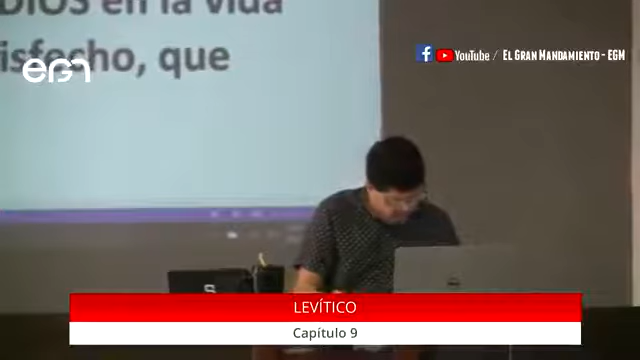 DIOS en la vida
isfecho, que
EGM
YouTube / El Gran Mandamiento - EGM
LEVÍTICO
Capítulo 9